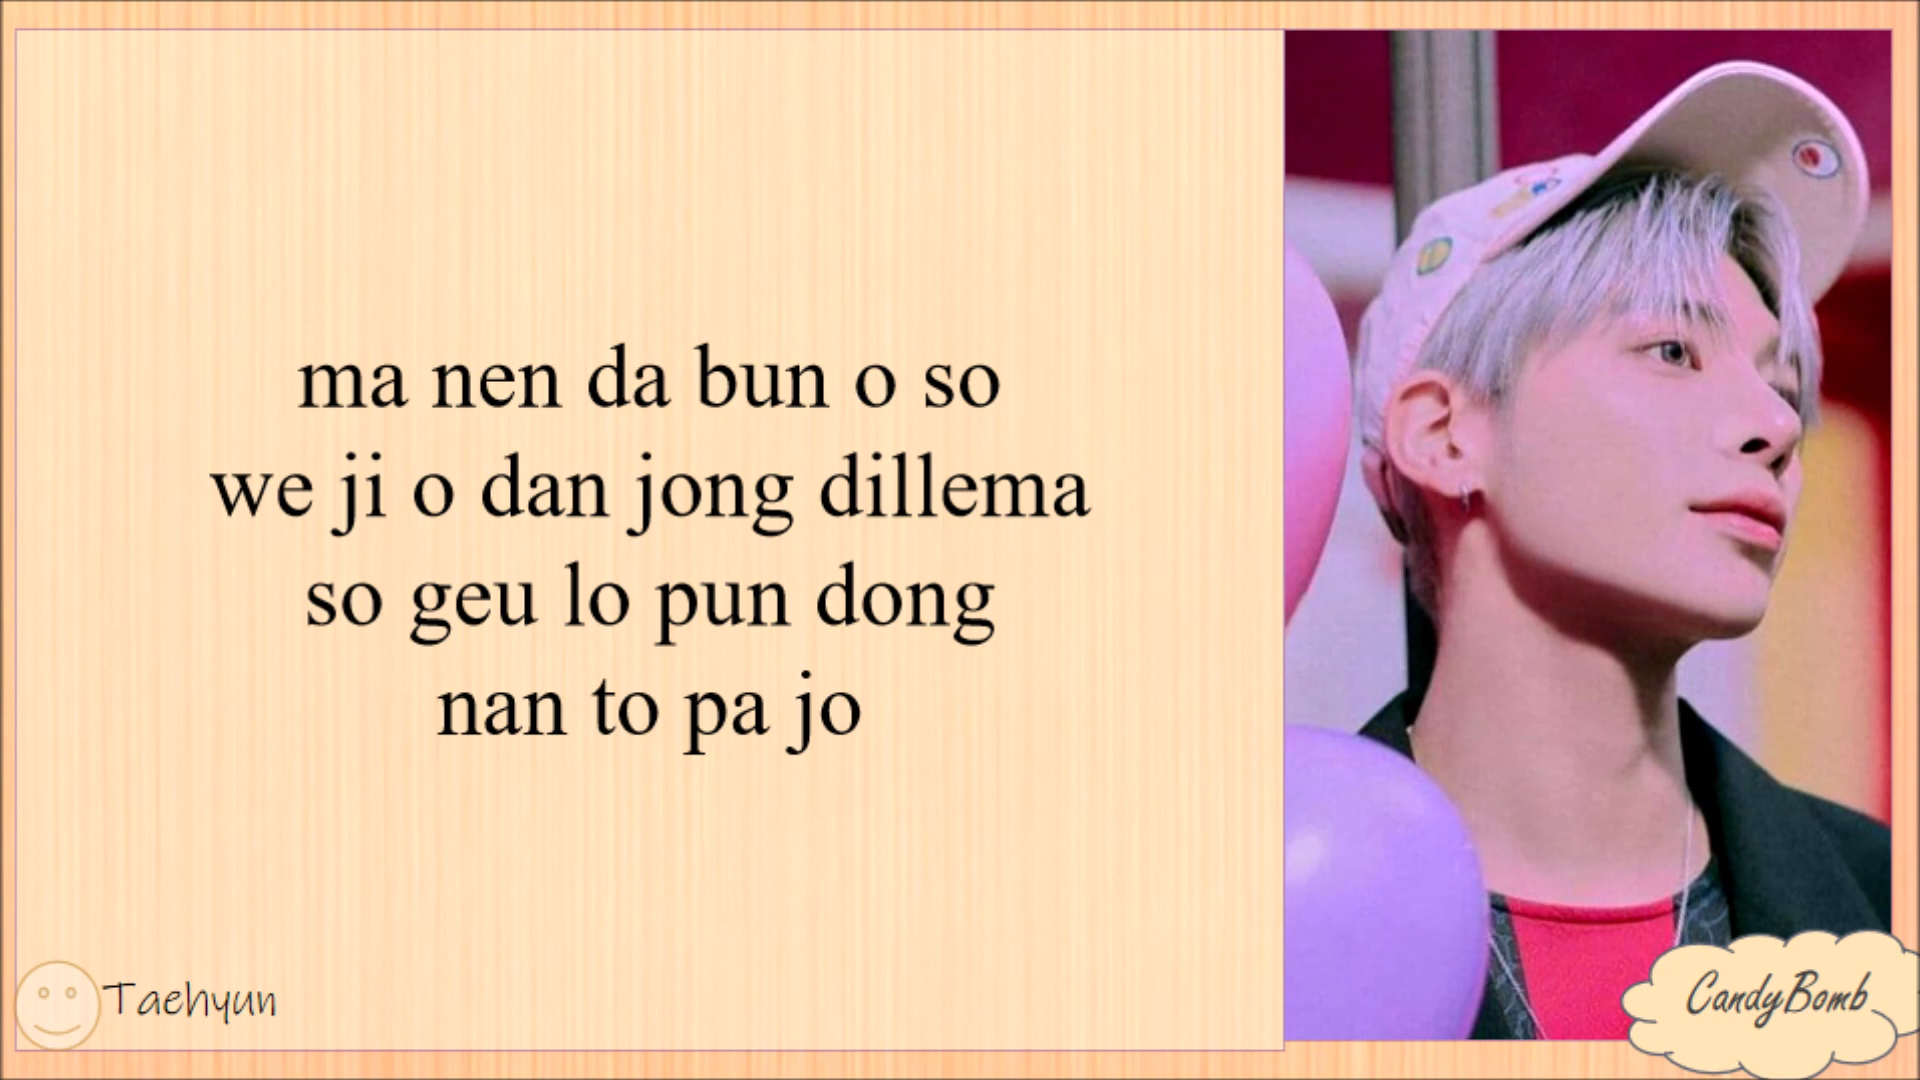 ma nen da bun o so
we ji o dan jong dillema
so geu lo pun dong
nan to pa jo
Taehyun
CandyBomb